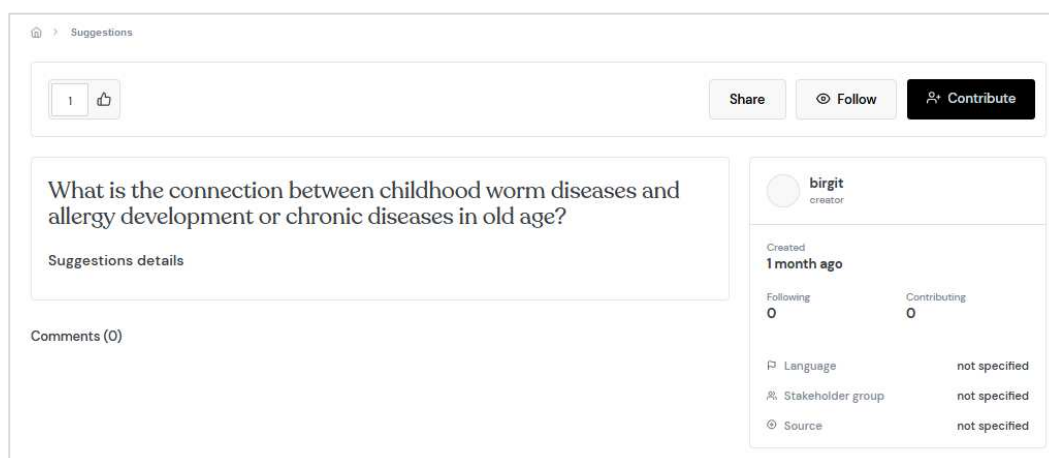 Suggestions
1
Share
Follow
Contribute
What is the connection between childhood worm diseases and
allergy development or chronic diseases in old age?
Suggestions details
Comments (0)
birgit
creator
Created
1 month ago
Following Contributing
0 0
Language not specified
Stakeholder group not specified
Source not specified